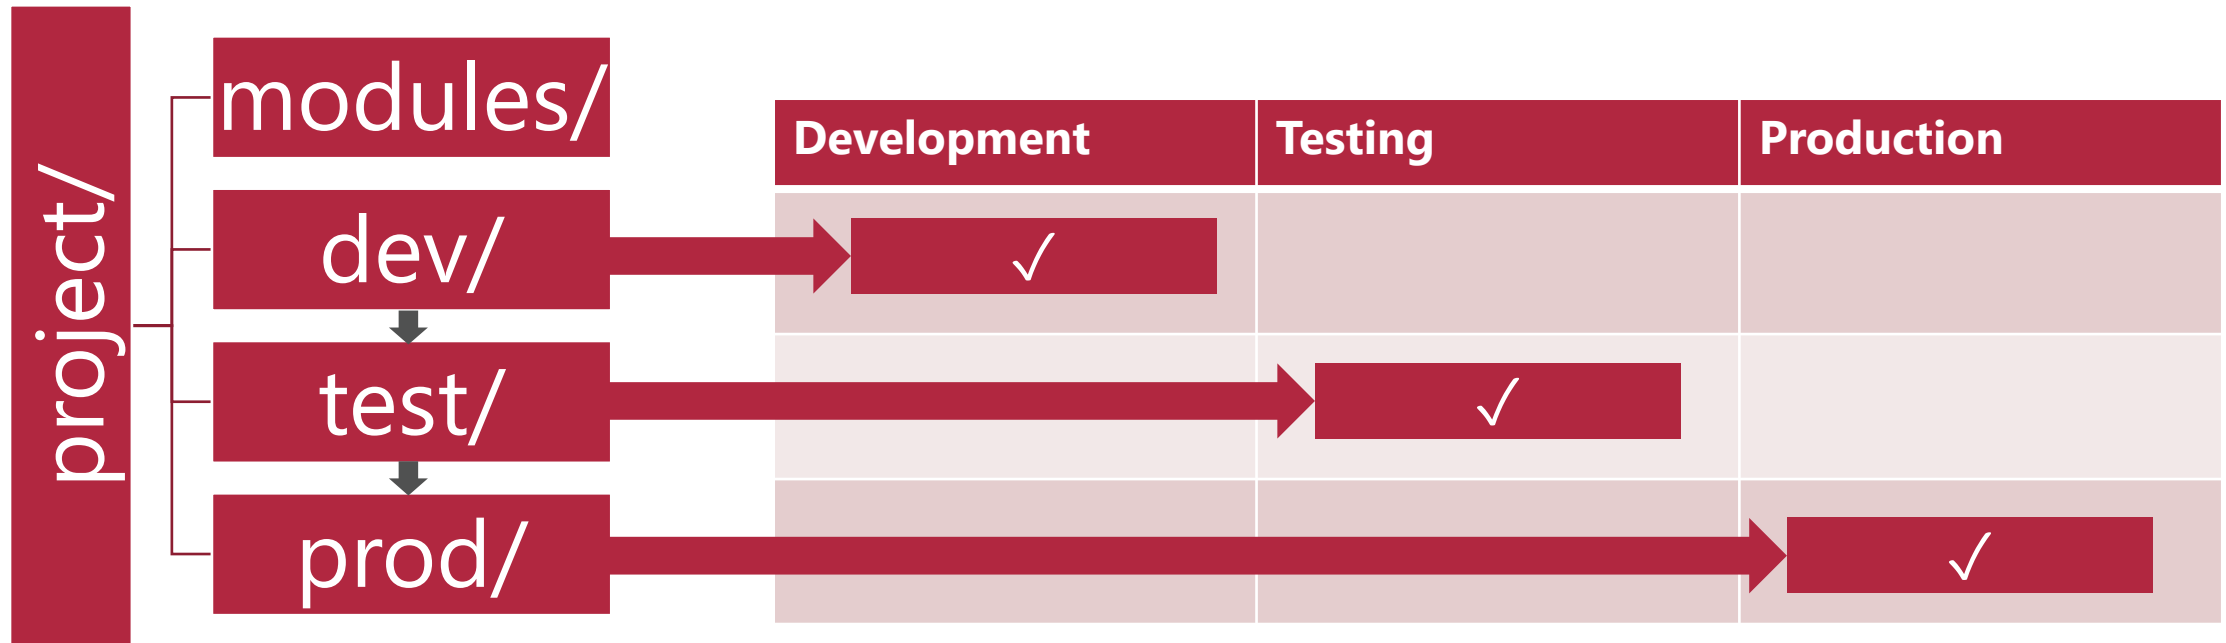 project/
modules/
dev/
test/
prod/
Development Testing Production
✓
✓
✓